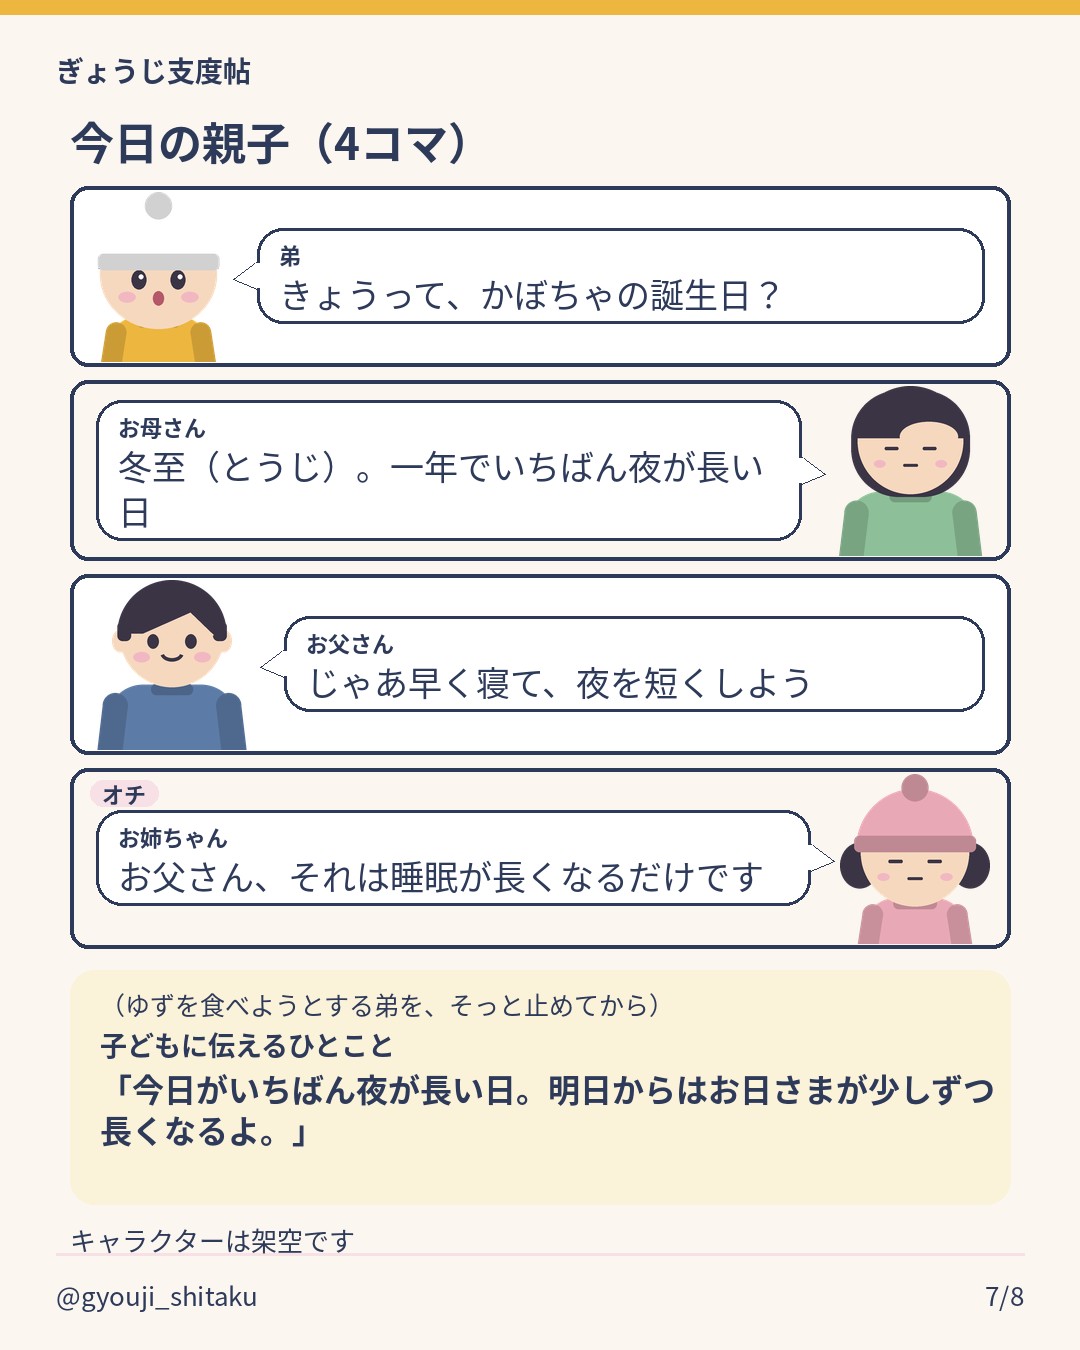 ぎょうじ支度帖
今日の親子（4コマ）
弟
きょうって、かぼちゃの誕生日？
お母さん
冬至（とうじ）。一年でいちばん夜が長い
日
お父さん
じゃあ早く寝て、夜を短くしよう
オチ
お姉ちゃん
お父さん、それは睡眠が長くなるだけです
（ゆずを食べようとする弟を、そっと止めてから）
子どもに伝えるひとこと
「今日がいちばん夜が長い日。明日からはお日さまが少しずつ
長くなるよ。」
キャラクターは架空です
@gyouji_shitaku
7/8